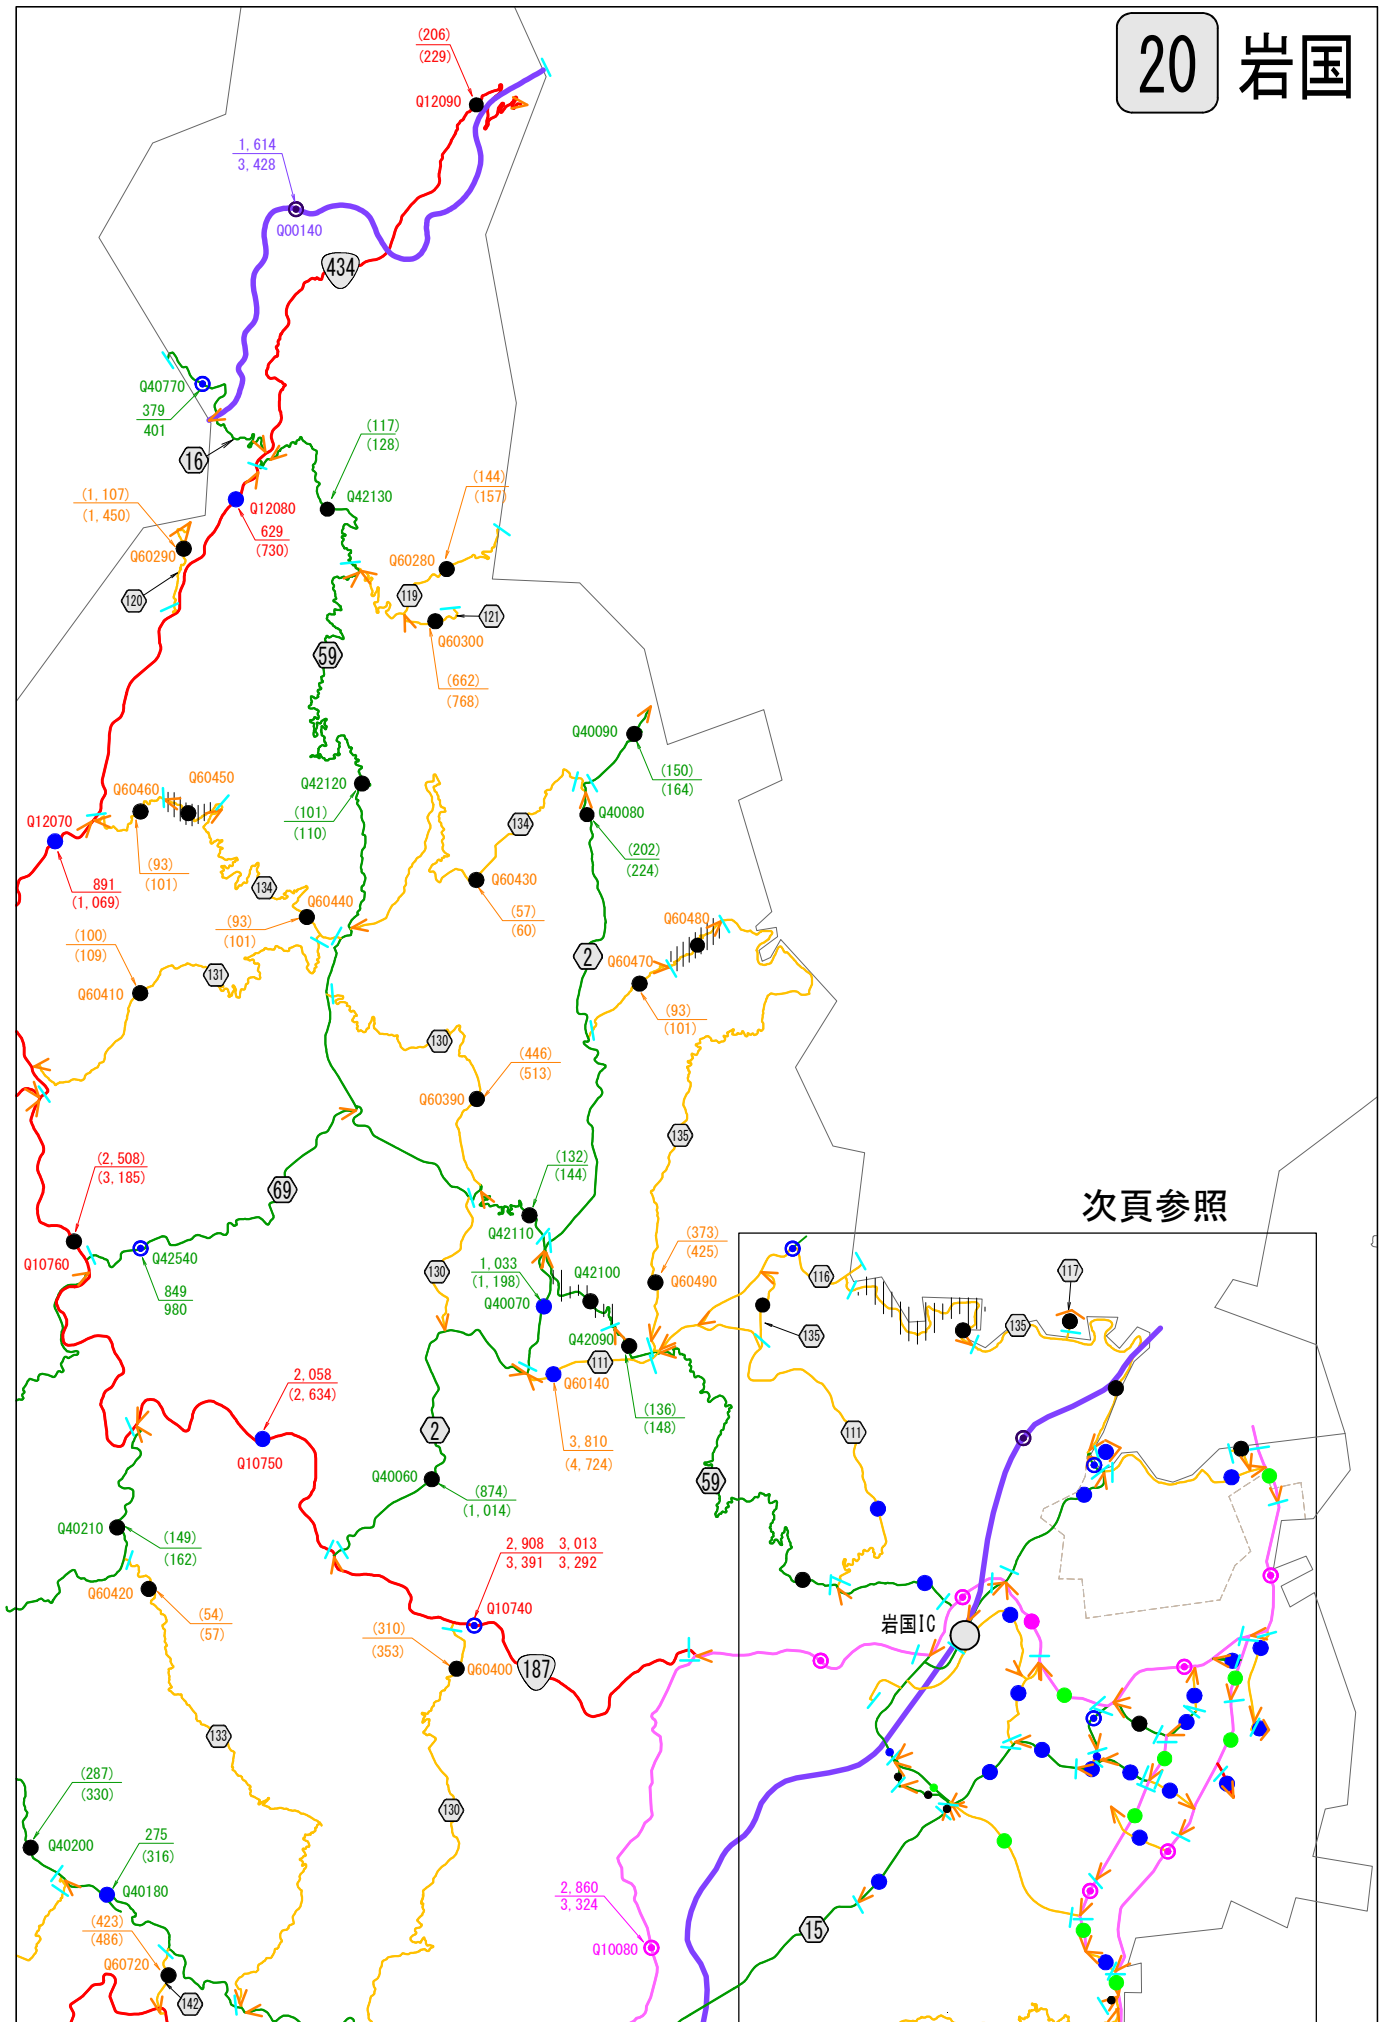 20 岩国
(206)
(229)
Q12090
1,614
3,428
Q00140
434
Q40770
379
401
16
(117)
(128)
Q42130
(144)
(157)
Q60280
(1,107)
(1,450)
Q60290
Q12080
629
(730)
120
119
121
Q60300
(662)
(768)
59
Q40090
(150)
(164)
Q60460
Q60450
Q42120
(101)
(110)
Q12070
891
(1,069)
(93)
(101)
134
134
Q40080
(202)
(224)
Q60430
(57)
(60)
Q60440
(93)
(101)
(100)
(109)
131
Q60410
2
Q60480
Q60470
(93)
(101)
130
(446)
(513)
Q60390
135
(2,508)
(3,185)
69
(132)
(144)
次頁参照
Q10760
Q42540
849
980
Q42110
130
1,033
(1,198)
Q40070
Q42100
(373)
(425)
Q60490
116
117
135
135
Q42090
111
Q60140
3,810
(4,724)
(136)
(148)
2,058
(2,634)
Q10750
2
111
Q40060
(874)
(1,014)
59
Q40210
(149)
(162)
Q60420
(54)
(57)
2,908 3,013
3,391 3,292
Q10740
(310)
(353)
Q60400
187
岩国IC
133
(287)
(330)
130
Q40200
275
(316)
Q40180
2,860
3,324
Q10080
15
(423)
(486)
Q60720
142